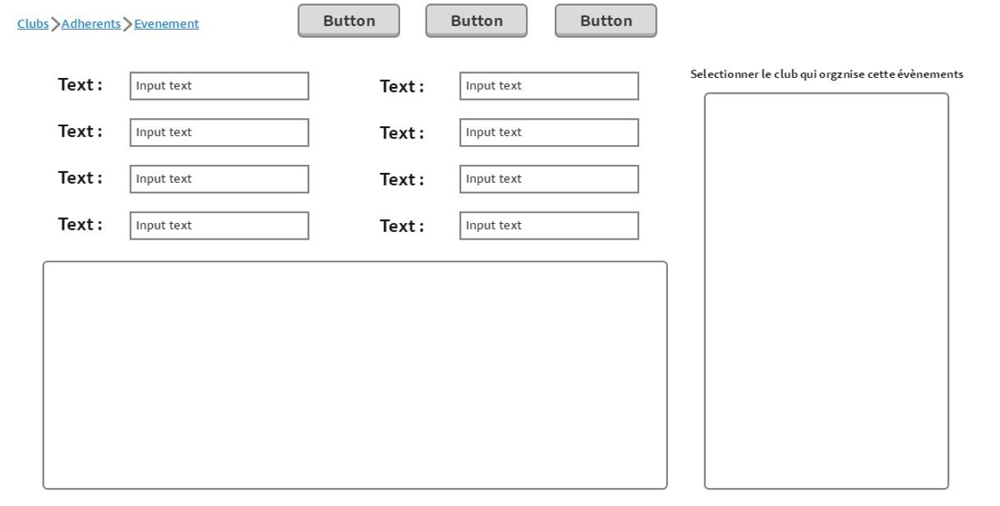 Clubs Adherents Evenement Button Button Button
Selectionner le club qui orgznise cette évènements
Text : Input text Text : Input text
Text : Input text Text : Input text
Text : Input text Text : Input text
Text : Input text Text : Input text